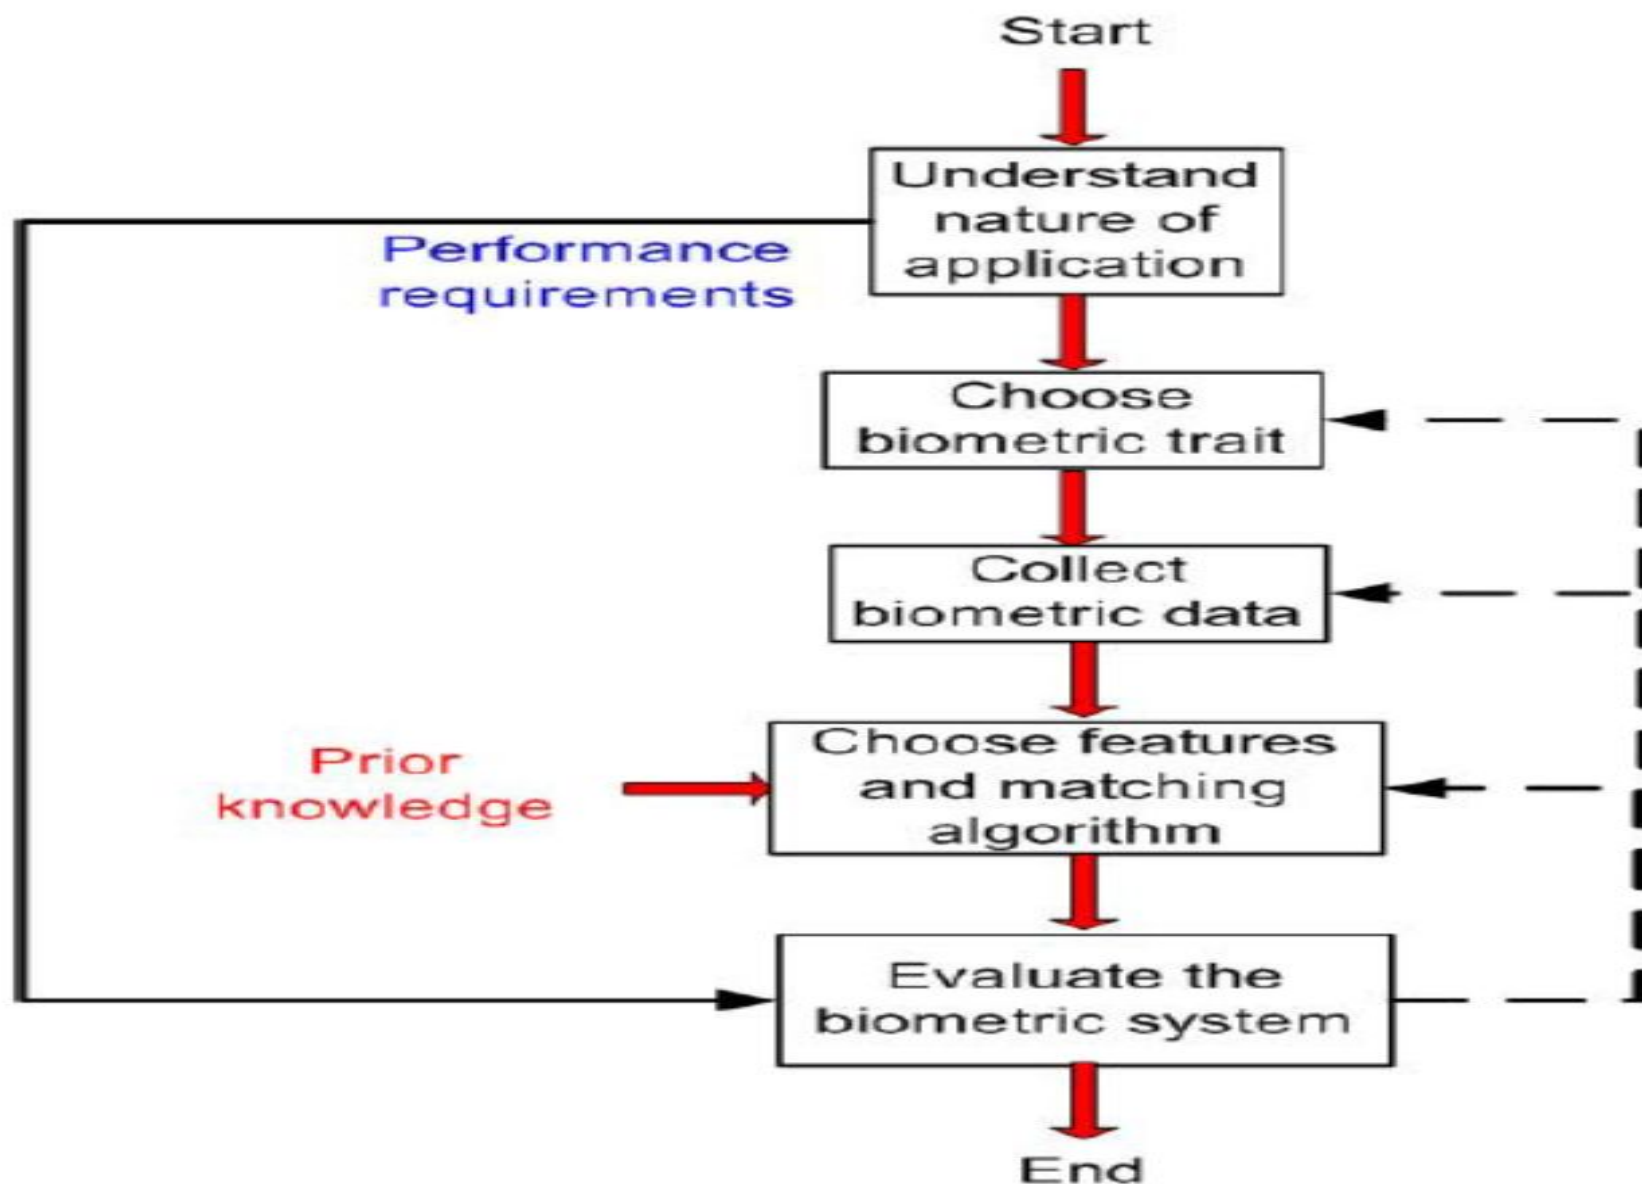 Start
Understand
nature of
application
Performance
requirements
Choose
biometric trait
Collect
biometric data
Choose features
and matching
algorithm
Prior
knowledge
Evaluate the
biometric system
End